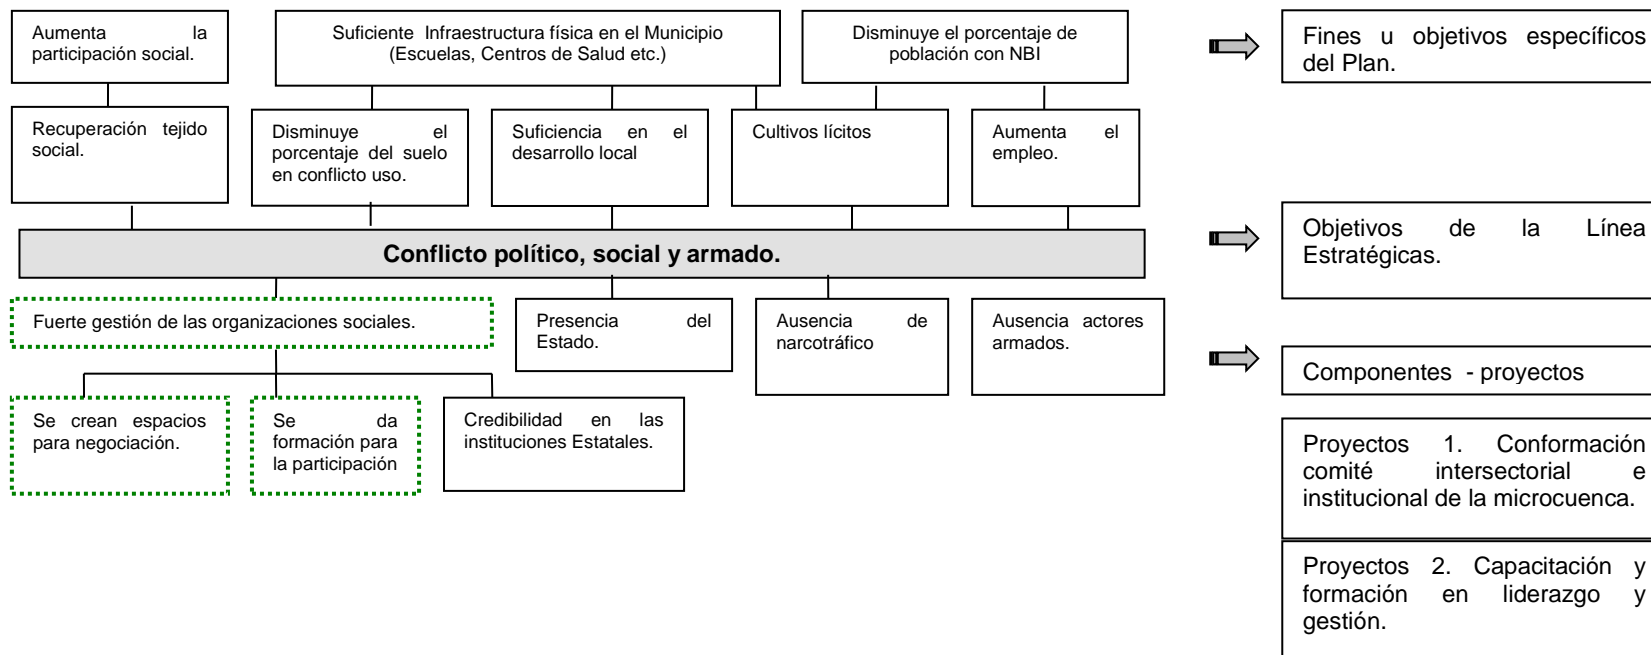 Aumenta la
participación social.
Suficiente Infraestructura física en el Municipio
(Escuelas, Centros de Salud etc.)
Disminuye el porcentaje de
población con NBI
Fines u objetivos específicos
del Plan.
Recuperación tejido
social.
Disminuye el
porcentaje del suelo
en conflicto uso.
Suficiencia en el
desarrollo local
Cultivos lícitos
Aumenta el
empleo.
Objetivos de la Línea
Estratégicas.
Conflicto político, social y armado.
Fuerte gestión de las organizaciones sociales.
Presencia del
Estado.
Ausencia de
narcotráfico
Ausencia actores
armados.
Componentes - proyectos
Se crean espacios
para negociación.
Se da
formación para
la participación
Credibilidad en las
instituciones Estatales.
Proyectos 1. Conformación
comité intersectorial e
institucional de la microcuenca.
Proyectos 2. Capacitación y
formación en liderazgo y
gestión.